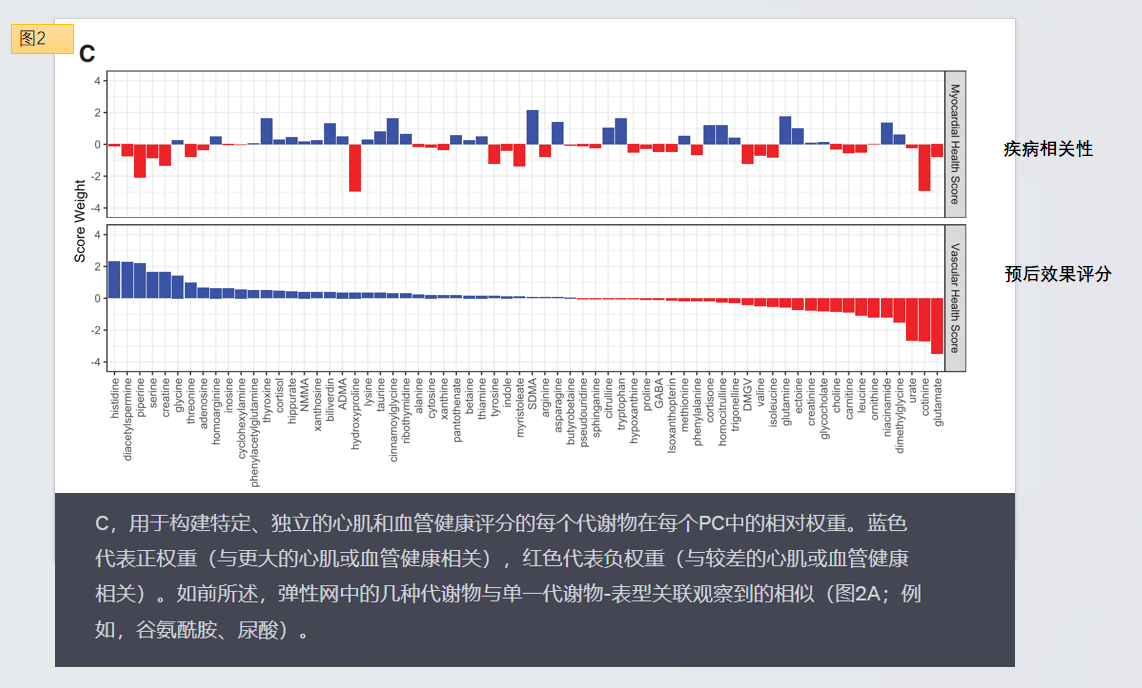 图2
C
4
2
0
-2
-4
Myocardial Health Score
疾病相关性
Score Weight
4
2
0
-2
-4
Vascular Health Score
预后效果评分
histidine
diacetylspermine
piperine
serine
creatine
glycine
threonine
adenosine
homoarginine
inosine
cyclohexylamine
phenylacetylglutamine
thyroxine
cortisol
hippurate
NMMA
xanthosine
biliverdin
ADMA
hydroxyproline
lysine
taurine
cinnamoylglycine
ribothymidine
alanine
cytosine
xanthine
pantothenate
betaine
thiamine
tyrosine
indole
myristoleate
SDMA
arginine
asparagine
butyrobetaine
pseudouridine
sphinganine
citrulline
tryptophan
hypoxanthine
proline
GABA
Isoxanthopterin
methionine
phenylalanine
cortisone
homocitrulline
trigonelline
DMGV
valine
isoleucine
glutamine
ectoine
creatinine
glycocholate
choline
carnitine
leucine
ornithine
niacinamide
dimethylglycine
urate
cotinine
glutamate
C，用于构建特定、独立的心肌和血管健康评分的每个代谢物在每个PC中的相对权重。蓝色
代表正权重（与更大的心肌或血管健康相关），红色代表负权重（与较差的心肌或血管健康
相关）。如前所述，弹性网中的几种代谢物与单一代谢物-表型关联观察到的相似（图2A；例
如，谷氨酰胺、尿酸）。